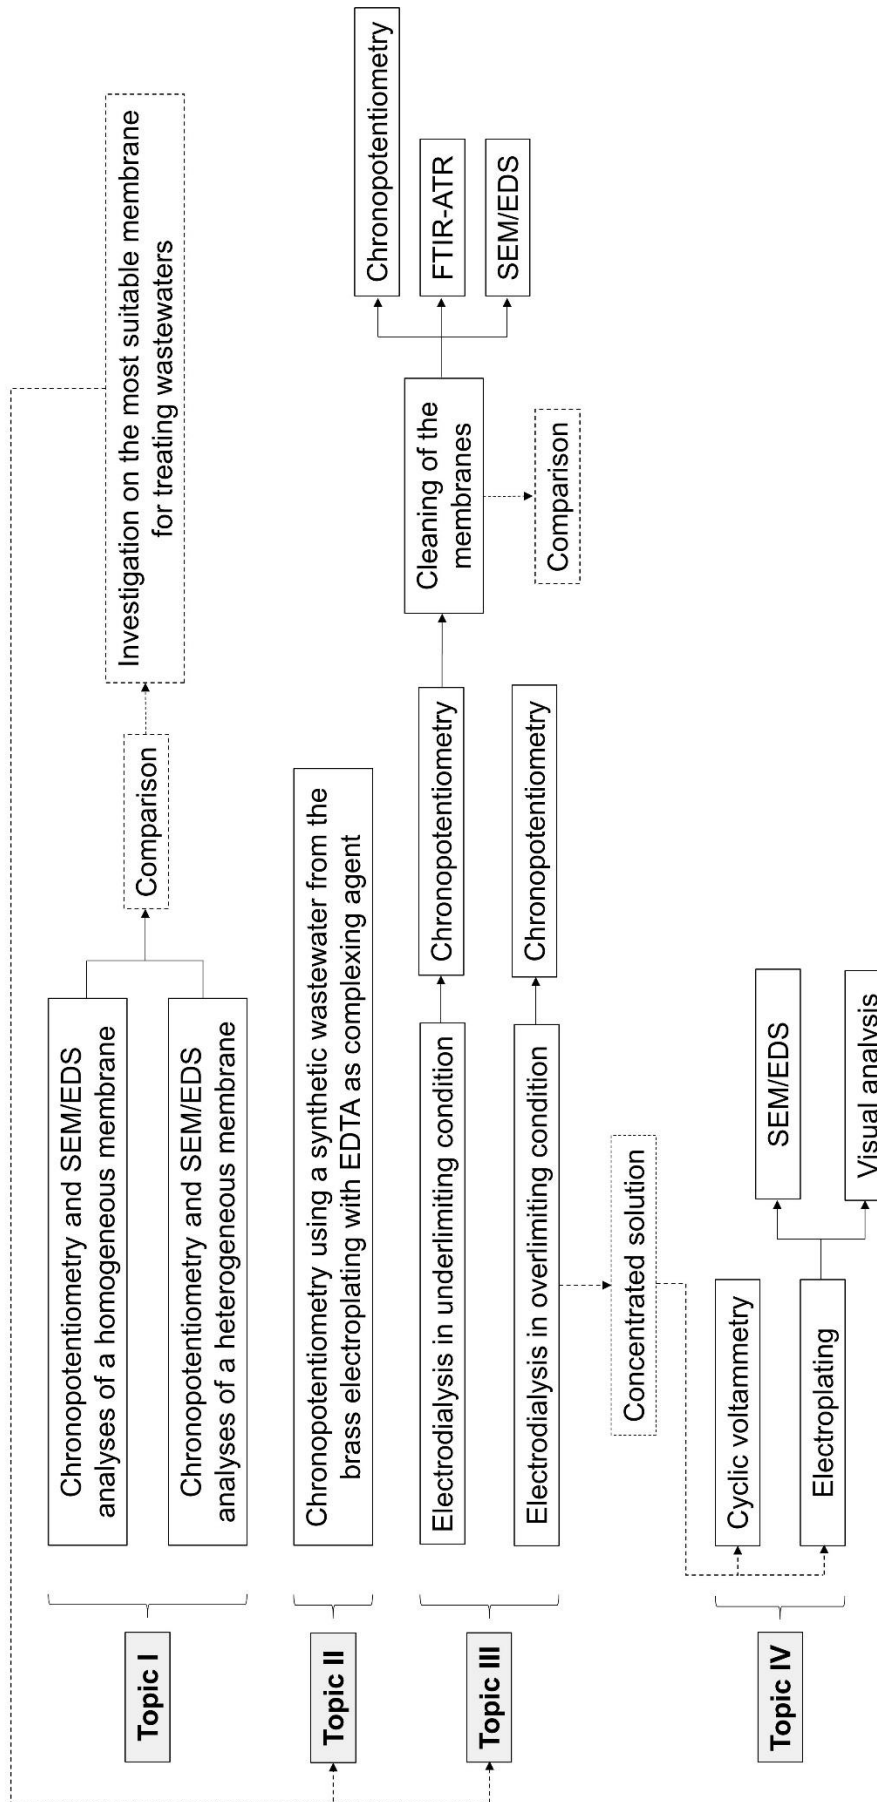 Topic I
Chronopotentiometry and SEM/EDS
analyses of a homogeneous membrane
Chronopotentiometry and SEM/EDS
analyses of a heterogeneous membrane
Comparison
Investigation on the most suitable membrane
for treating wastewaters
Topic II
Chronopotentiometry using a synthetic wastewater from the
brass electroplating with EDTA as complexing agent
Topic III
Electrodialysis in underlimiting condition
Chronopotentiometry
Cleaning of the
membranes
Chronopotentiometry
FTIR-ATR
SEM/EDS
Comparison
Electrodialysis in overlimiting condition
Chronopotentiometry
Concentrated solution
Topic IV
Cyclic voltammetry
Electroplating
SEM/EDS
Visual analysis